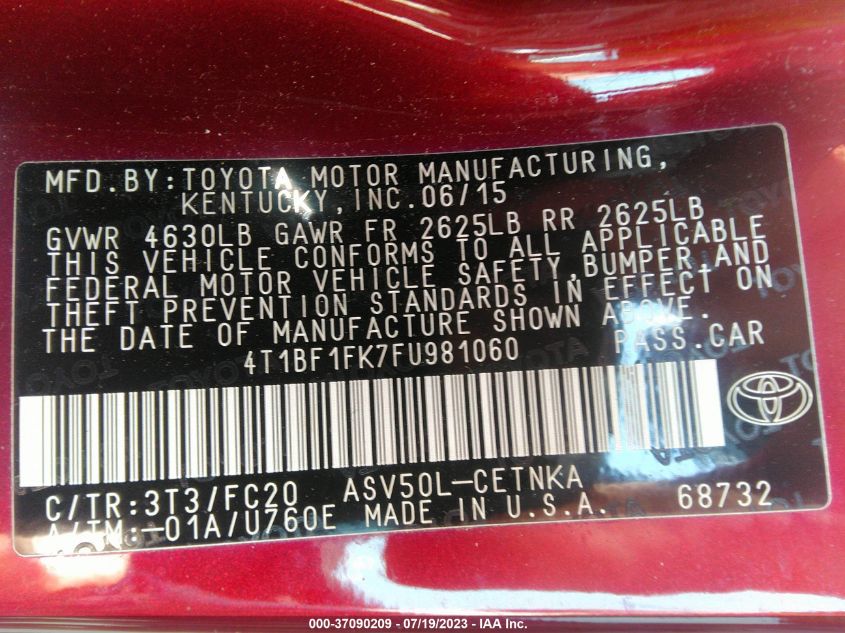 MFD.BY:TOYOTA MOTOR MANUFACTURING,
KENTUCKY,INC.06/15
GVWR 4630LB GAWR FR 2625LB RR 2625LB
THIS VEHICLE CONFORMS TO ALL APPLICABLE
FEDERAL MOTOR VEHICLE SAFETY,BUMPER,AND
THEFT PREVENTION STANDARDS IN EFFECT ON
THE DATE OF MANUFACTURE SHOWN ABOVE.
4T1BF1FK7FU981060 PASS.CAR
C/TR:3T3/FC20 ASV50L-CETNKA
A/TM:-01A/U760E MADE IN U.S.A. 68732
000-37090209 - 07/19/2023 - IAA Inc.